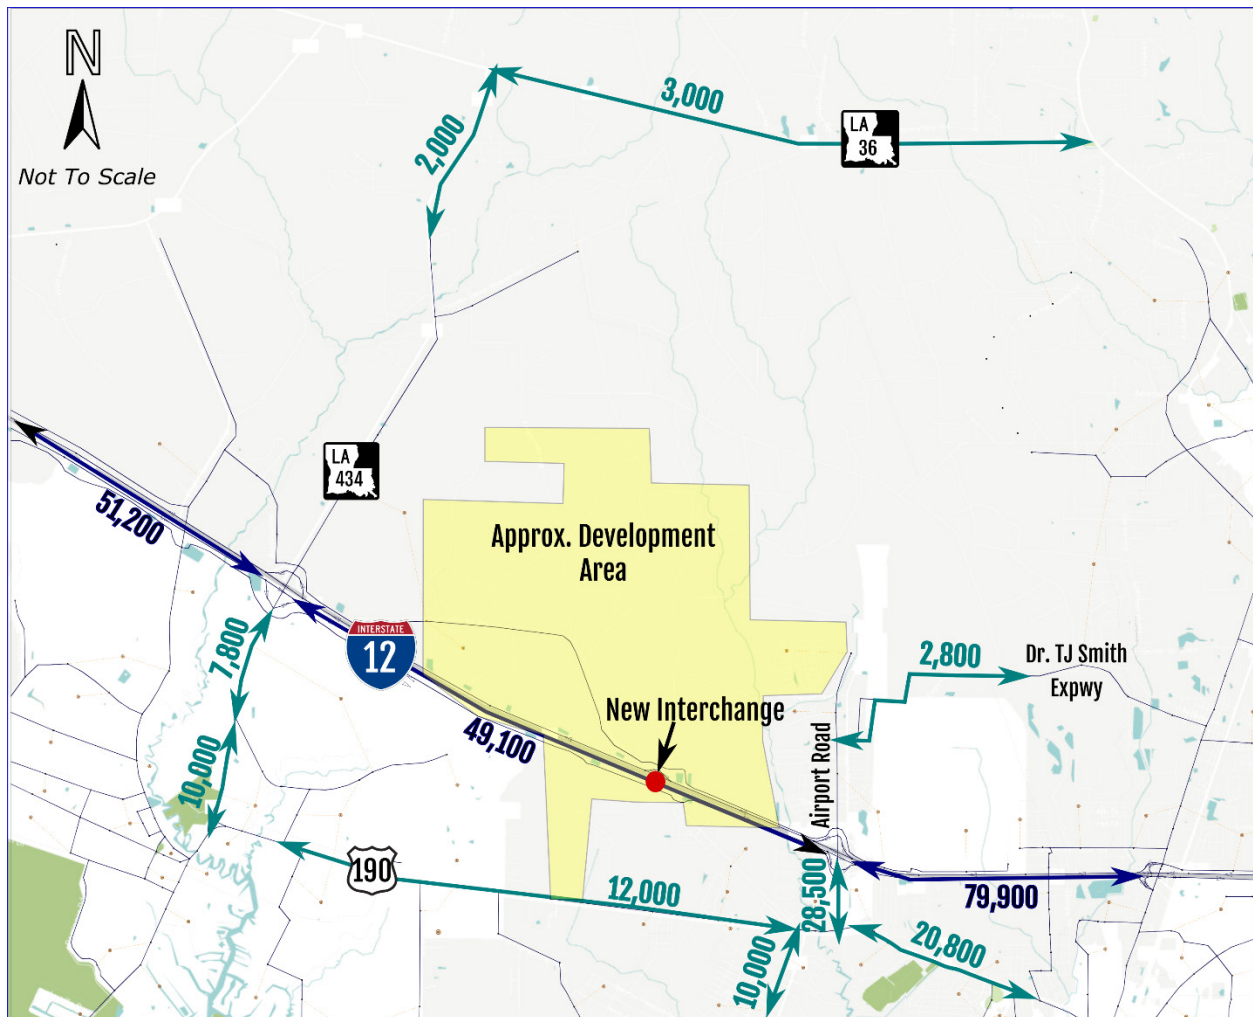 N
Not To Scale
3,000
2,000
LA
36
LA
434
51,200
Approx. Development
Area
7,800
INTERSTATE
12
2,800
Dr. TJ Smith
Expwy
New Interchange
49,100
10,000
Airport Road
190
12,000
28,500
79,900
20,800
10,000